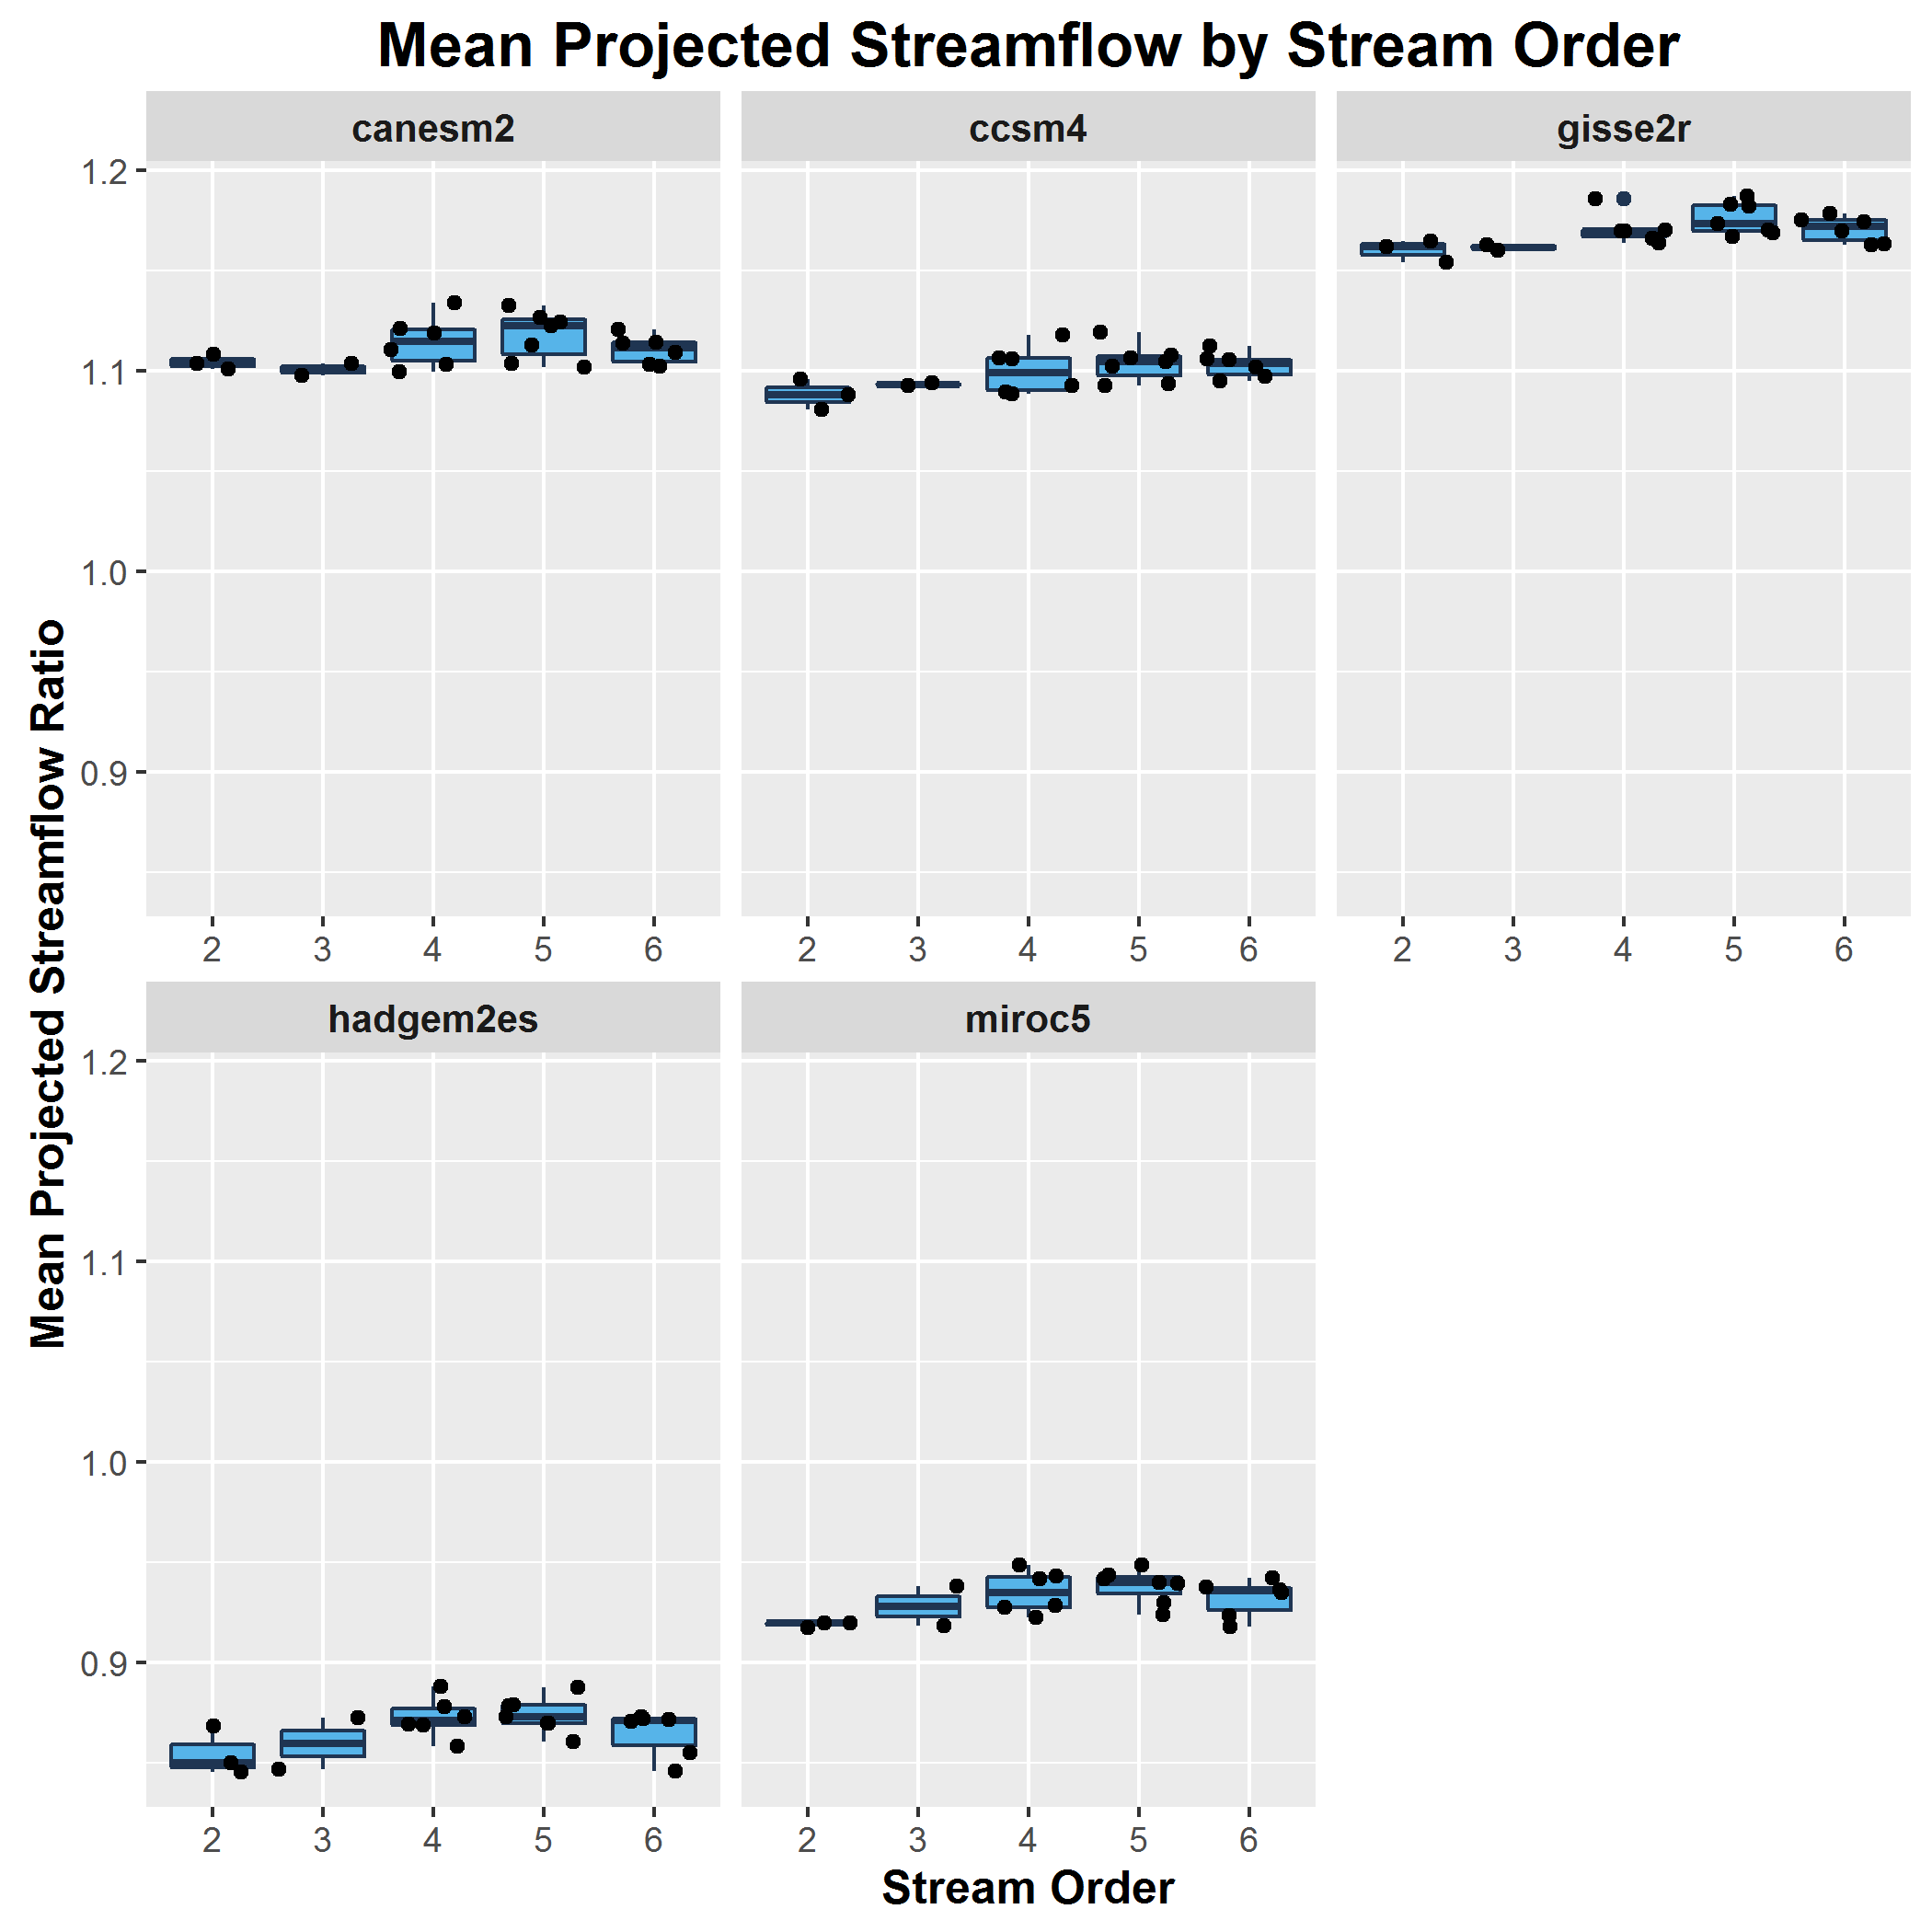 Mean Projected Streamflow by Stream Order
canesm2
ccsm4
gisse2r
1.2
1.1
1.0
0.9
2 3 4 5 6
2 3 4 5 6
2 3 4 5 6
Mean Projected Streamflow Ratio
hadgem2es
miroc5
1.2
1.1
1.0
0.9
2 3 4 5 6
2 3 4 5 6
Stream Order